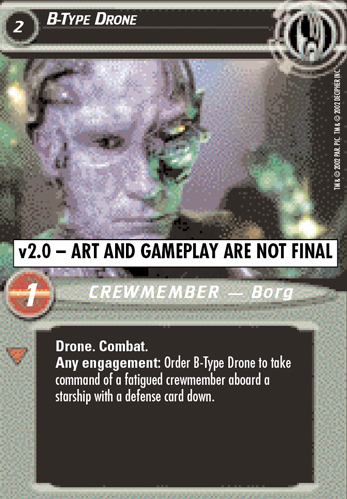 2 B-TYPE DRONE
TM & © 2002 PAR. PIC. TM & © 2002 DECIPHER INC.
v2.0 – ART AND GAMEPLAY ARE NOT FINAL
1 CREWMEMBER — Borg
Drone. Combat.
Any engagement: Order B-Type Drone to take
command of a fatigued crewmember aboard a
starship with a defense card down.